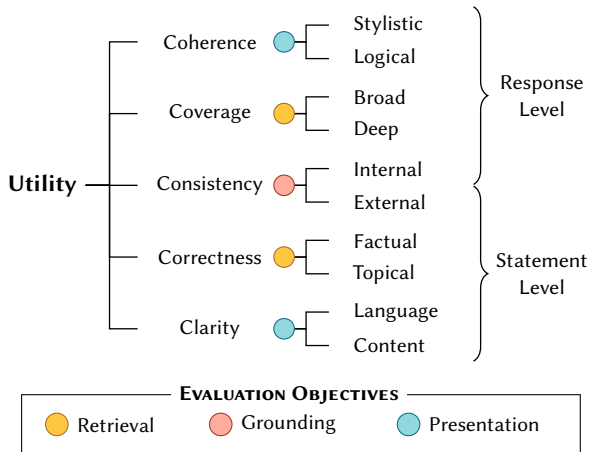 Utility
Coherence
Stylistic
Logical
Coverage
Broad
Deep
Consistency
Internal
External
Correctness
Factual
Topical
Clarity
Language
Content
Response
Level
Statement
Level
Evaluation Objectives
Retrieval
Grounding
Presentation